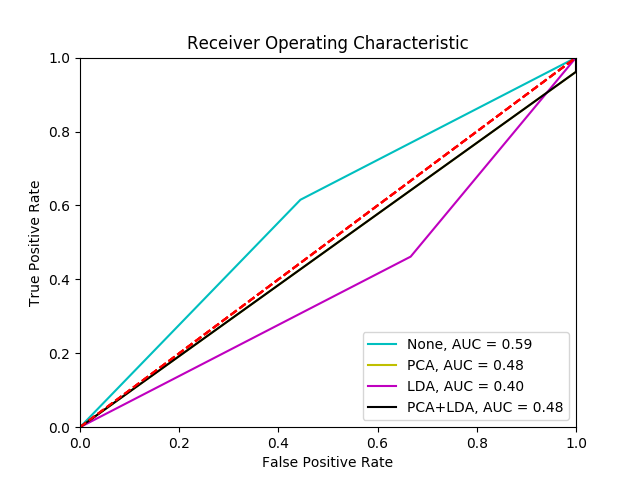 Receiver Operating Characteristic
True Positive Rate
1.0
0.8
0.6
0.4
0.2
0.0
None, AUC = 0.59
PCA, AUC = 0.48
LDA, AUC = 0.40
PCA+LDA, AUC = 0.48
0.0 0.2 0.4 0.6 0.8 1.0
False Positive Rate